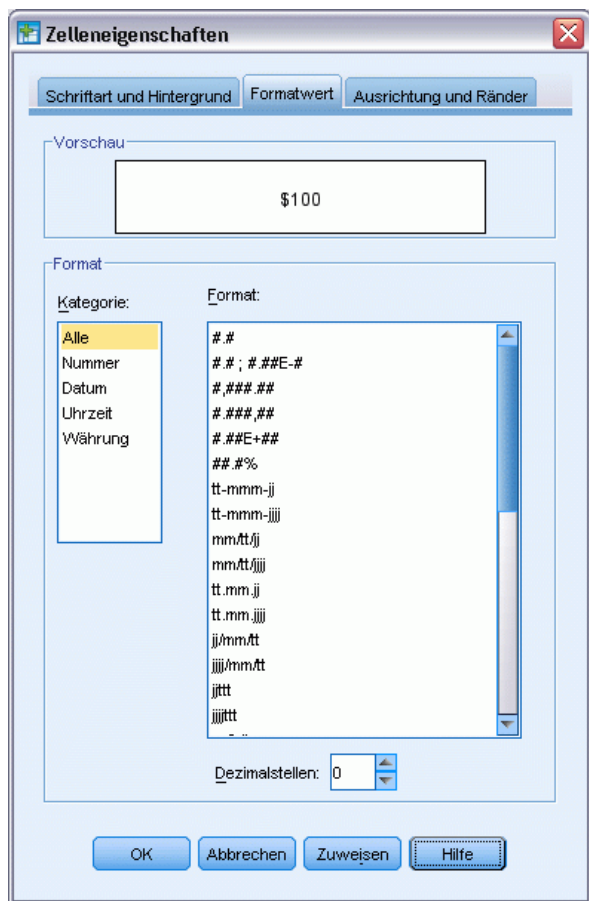 Zelleneigenschaften
Schriftart und Hintergrund
Formatwert
Ausrichtung und Ränder
Vorschau
$100
Format
Kategorie:
Format:
Alle
Nummer
Datum
Uhrzeit
Währung
#.#
#.# ; #.##E-#
#,###.##
#.###,##
#.##E+##
##.#%
tt-mmm-jj
tt-mmm-jjjj
mm/tt/jj
mm/tt/jjjj
tt.mm.jj
tt.mm.jjjj
jj/mm/tt
jjjj/mm/tt
jjttt
jjjjttt
Dezimalstellen: 0
OK
Abbrechen
Zuweisen
Hilfe